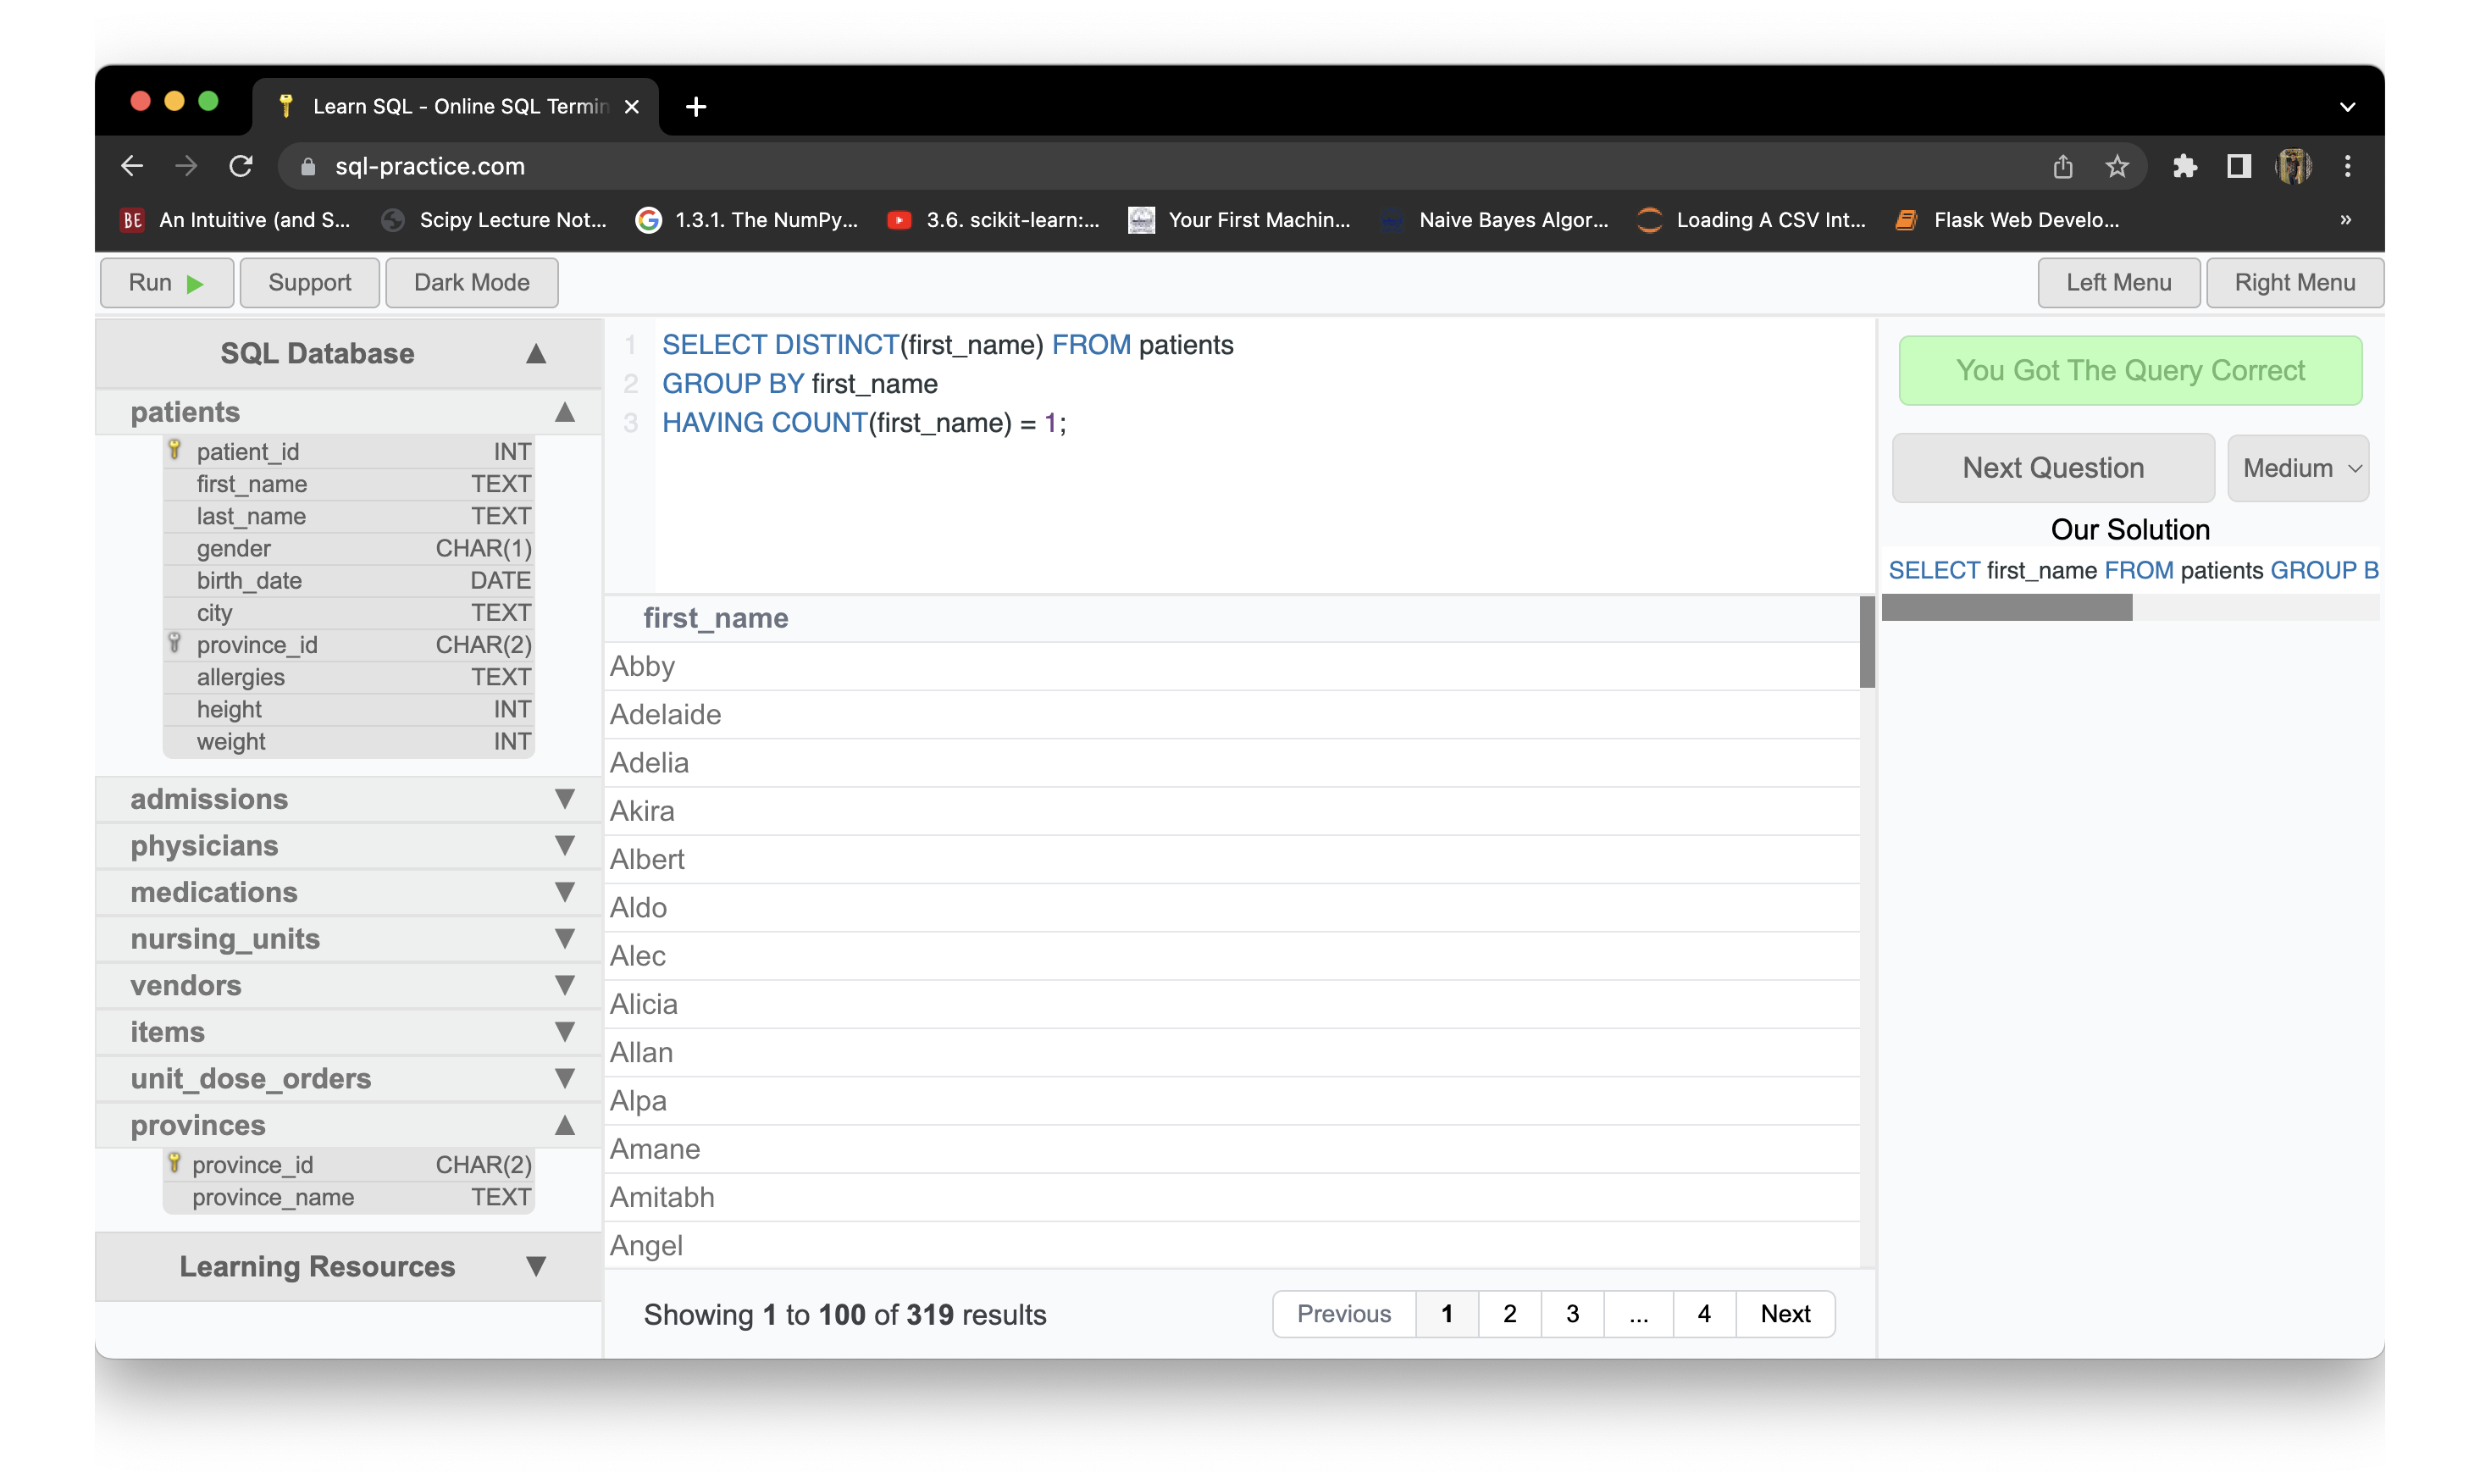 Learn SQL - Online SQL Termin
sql-practice.com
BE An Intuitive (and S...
Scipy Lecture Not...
1.3.1. The NumPy...
3.6. scikit-learn:...
Your First Machin...
Naive Bayes Algor...
Loading A CSV Int...
Flask Web Develo...
»
Run
Support
Dark Mode
Left Menu
Right Menu
SQL Database
patients
patient_id INT
first_name TEXT
last_name TEXT
gender CHAR(1)
birth_date DATE
city TEXT
province_id CHAR(2)
allergies TEXT
height INT
weight INT
admissions
physicians
medications
nursing_units
vendors
items
unit_dose_orders
provinces
province_id CHAR(2)
province_name TEXT
Learning Resources
1 SELECT DISTINCT(first_name) FROM patients
2 GROUP BY first_name
3 HAVING COUNT(first_name) = 1;
first_name
Abby
Adelaide
Adelia
Akira
Albert
Aldo
Alec
Alicia
Allan
Alpa
Amane
Amitabh
Angel
Showing 1 to 100 of 319 results
Previous 1 2 3 ... 4 Next
You Got The Query Correct
Next Question
Medium
Our Solution
SELECT first_name FROM patients GROUP B